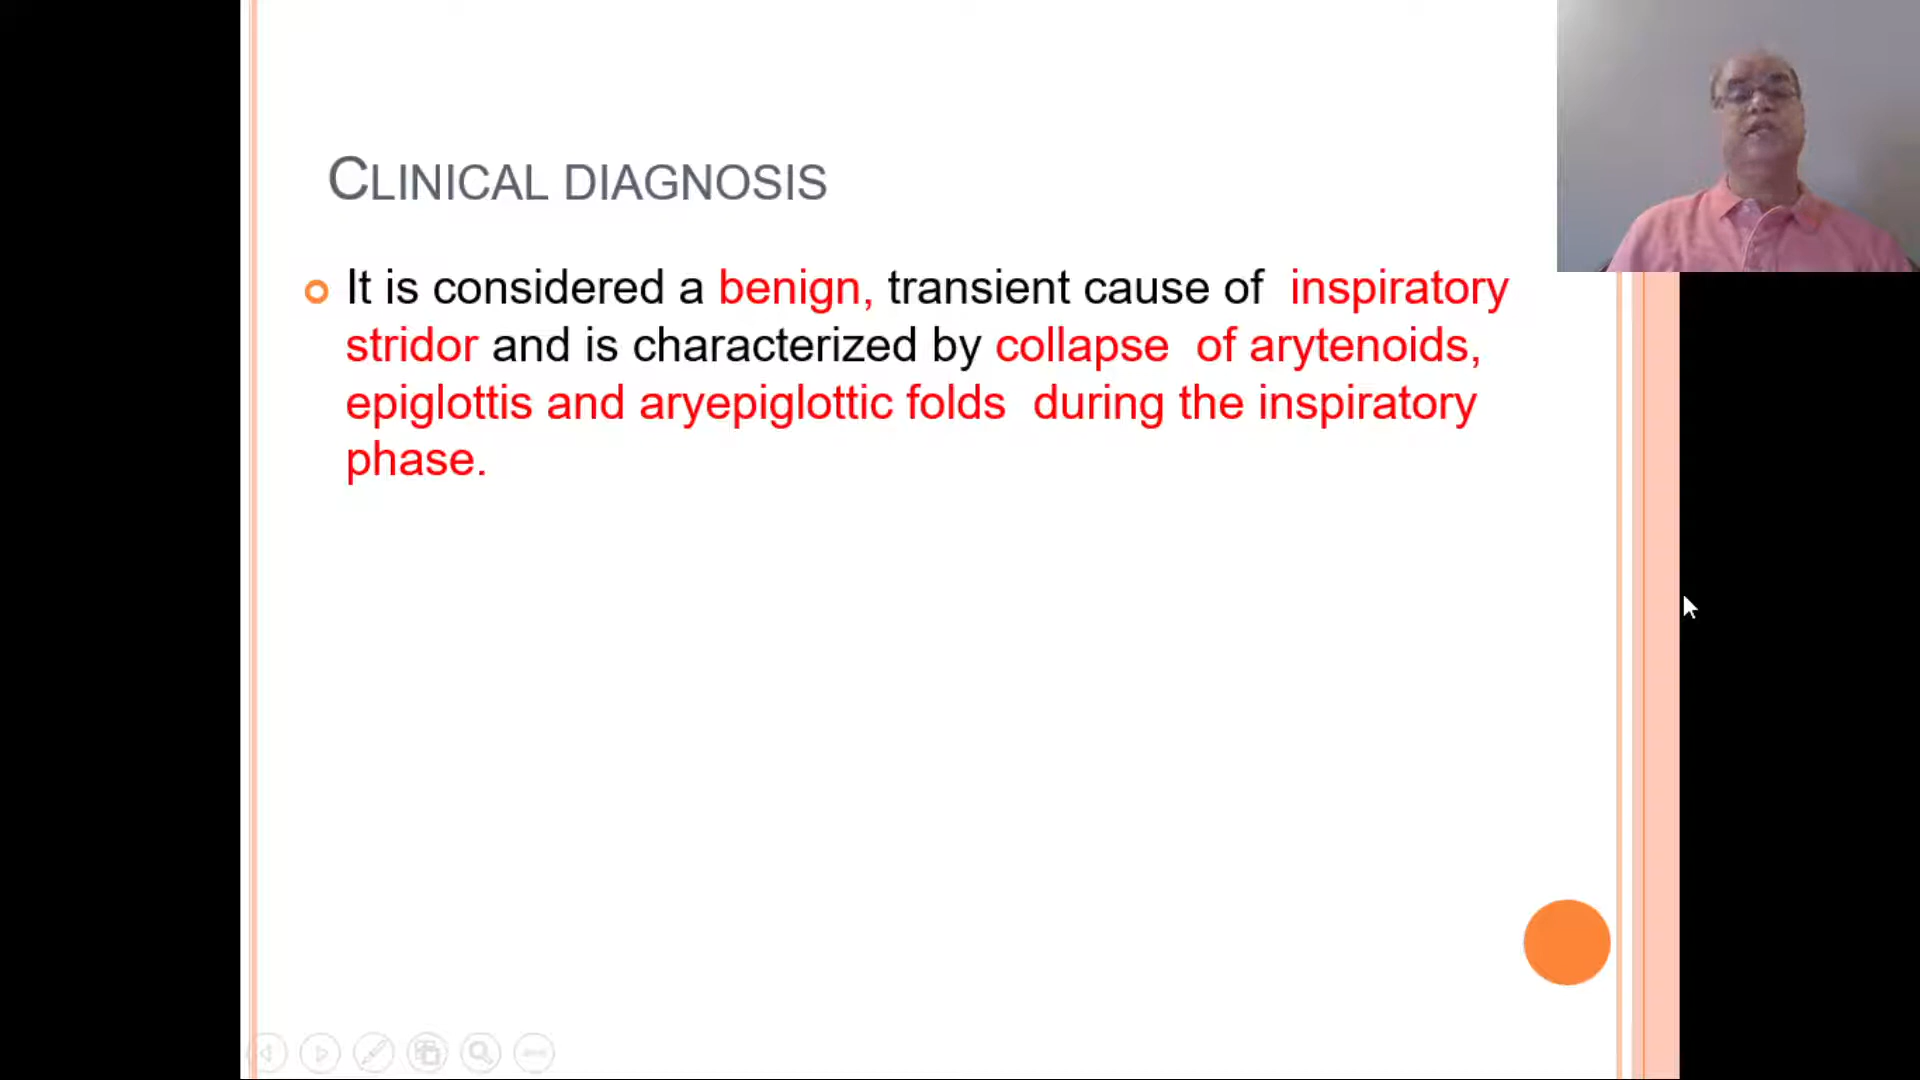 CLINICAL DIAGNOSIS
It is considered a benign, transient cause of inspiratory
stridor and is characterized by collapse of arytenoids,
epiglottis and aryepiglottic folds during the inspiratory
phase.